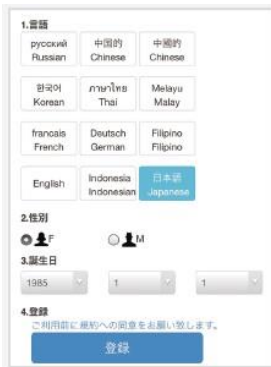 1.言語
русский 中国的 中國的
Russian Chinese Chinese
한국어 ภาษาไทย Melayu
Korean Thai Malay
francais Deutsch Filipino
French German Filipino
English Indonesia 日本語
Indonesian Japanese
2.性別
F M
3.誕生日
1985 1 1
4.登録
ご利用前に規約への同意をお願い致します。
登録